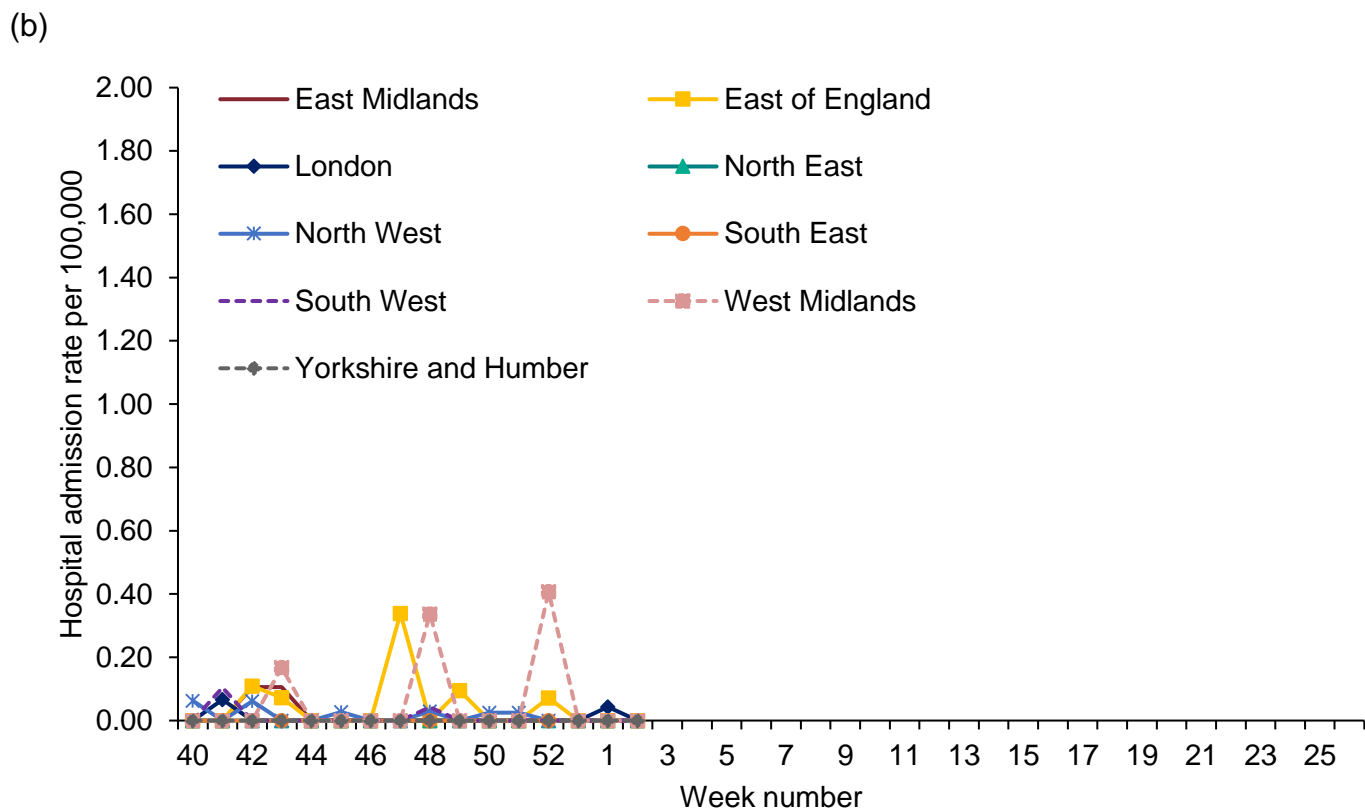 (b)
Hospital admission rate per 100,000
2.00
1.80
1.60
1.40
1.20
1.00
0.80
0.60
0.40
0.20
0.00
East Midlands East of England
London North East
North West South East
South West West Midlands
Yorkshire and Humber
40 42 44 46 48 50 52 1 3 5 7 9 11 13 15 17 19 21 23 25
Week number